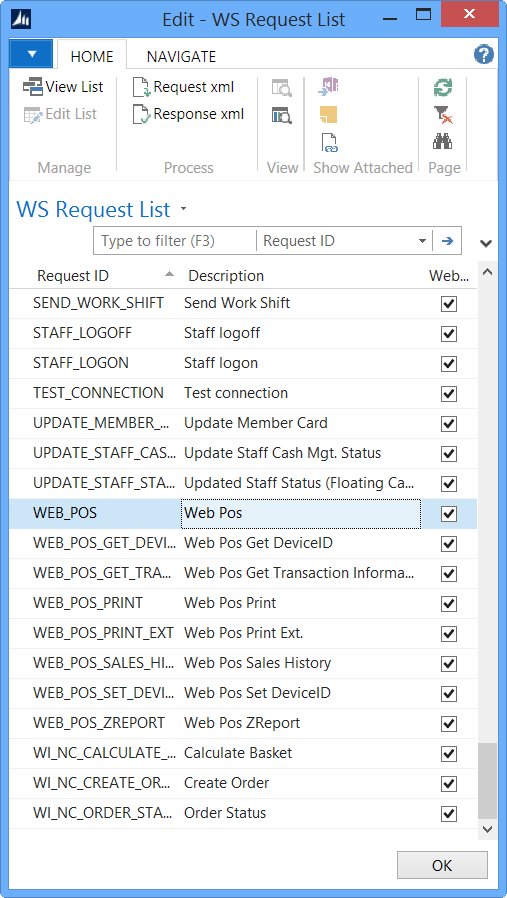 Edit - WS Request List
HOME NAVIGATE
View List
Edit List
Manage
Request xml
Response xml
Process
View
Show Attached
Page
WS Request List
Type to filter (F3) Request ID
Request ID Description Web...
SEND_WORK_SHIFT Send Work Shift
STAFF_LOGOFF Staff logoff
STAFF_LOGON Staff logon
TEST_CONNECTION Test connection
UPDATE_MEMBER_... Update Member Card
UPDATE_STAFF_CAS... Update Staff Cash Mgt. Status
UPDATE_STAFF_STA... Updated Staff Status (Floating Ca...
WEB_POS Web Pos
WEB_POS_GET_DEVI... Web Pos Get DeviceID
WEB_POS_GET_TRA... Web Pos Get Transaction Informa...
WEB_POS_PRINT Web Pos Print
WEB_POS_PRINT_EXT Web Pos Print Ext.
WEB_POS_SALES_HI... Web Pos Sales History
WEB_POS_SET_DEVI... Web Pos Set DeviceID
WEB_POS_ZREPORT Web Pos ZReport
WI_NC_CALCULATE_... Calculate Basket
WI_NC_CREATE_OR... Create Order
WI_NC_ORDER_STA... Order Status
OK